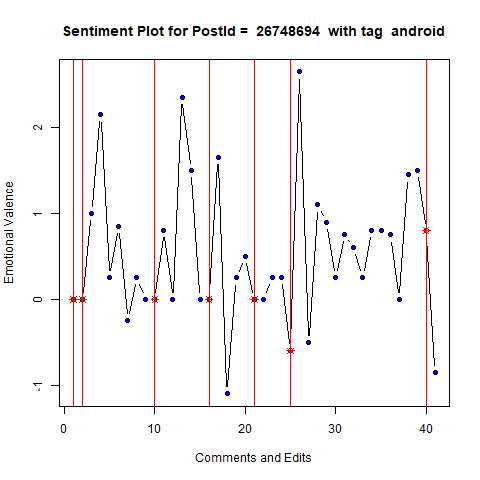 Sentiment Plot for PostId = 26748694 with tag android
Emotional Valence
2
1
0
-1
0 10 20 30 40
Comments and Edits